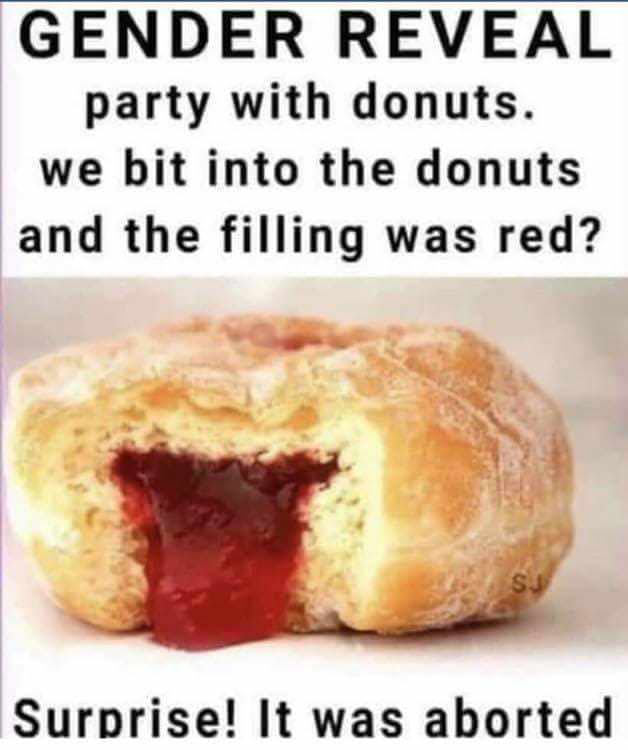 GENDER REVEAL
party with donuts.
we bit into the donuts
and the filling was red?
SJ
Surprise! It was aborted